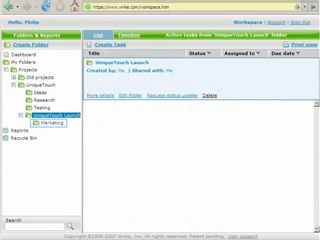 https://www.wrike.com/workspace.htm
Hello, Philip
Workspace | Account | Sign out
Folders & Reports
List
Timeline
Active tasks from 'UniqueTouch Launch' folder
Create Folder
Create Task
Print view
Title
Status
Assigned to
Due date
Dashboard
My Folders
Projects
Old projects
UniqueTouch
Ideas
Research
Testing
UniqueTouch Launch
Marketing
Reports
Recycle Bin
UniqueTouch Launch
Created by: Me | Shared with: Me
More details
Edit folder
Request status update
Delete
Search
Copyright ©2006-2007 Wrike, Inc. All rights reserved. Patent pending. User support